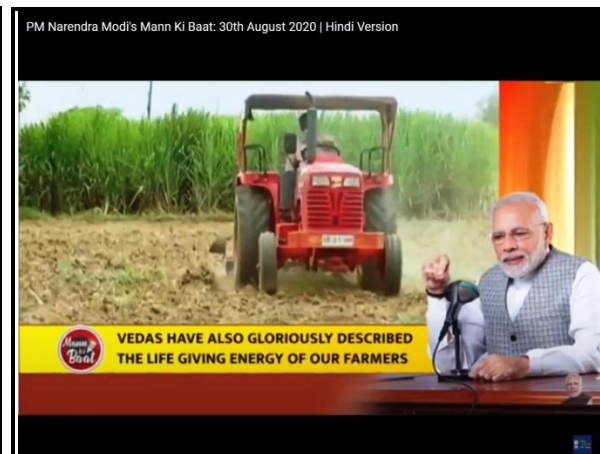 PM Narendra Modi's Mann Ki Baat: 30th August 2020 | Hindi Version
Mann
Ki
Baat
VEDAS HAVE ALSO GLORIOUSLY DESCRIBED
THE LIFE GIVING ENERGY OF OUR FARMERS